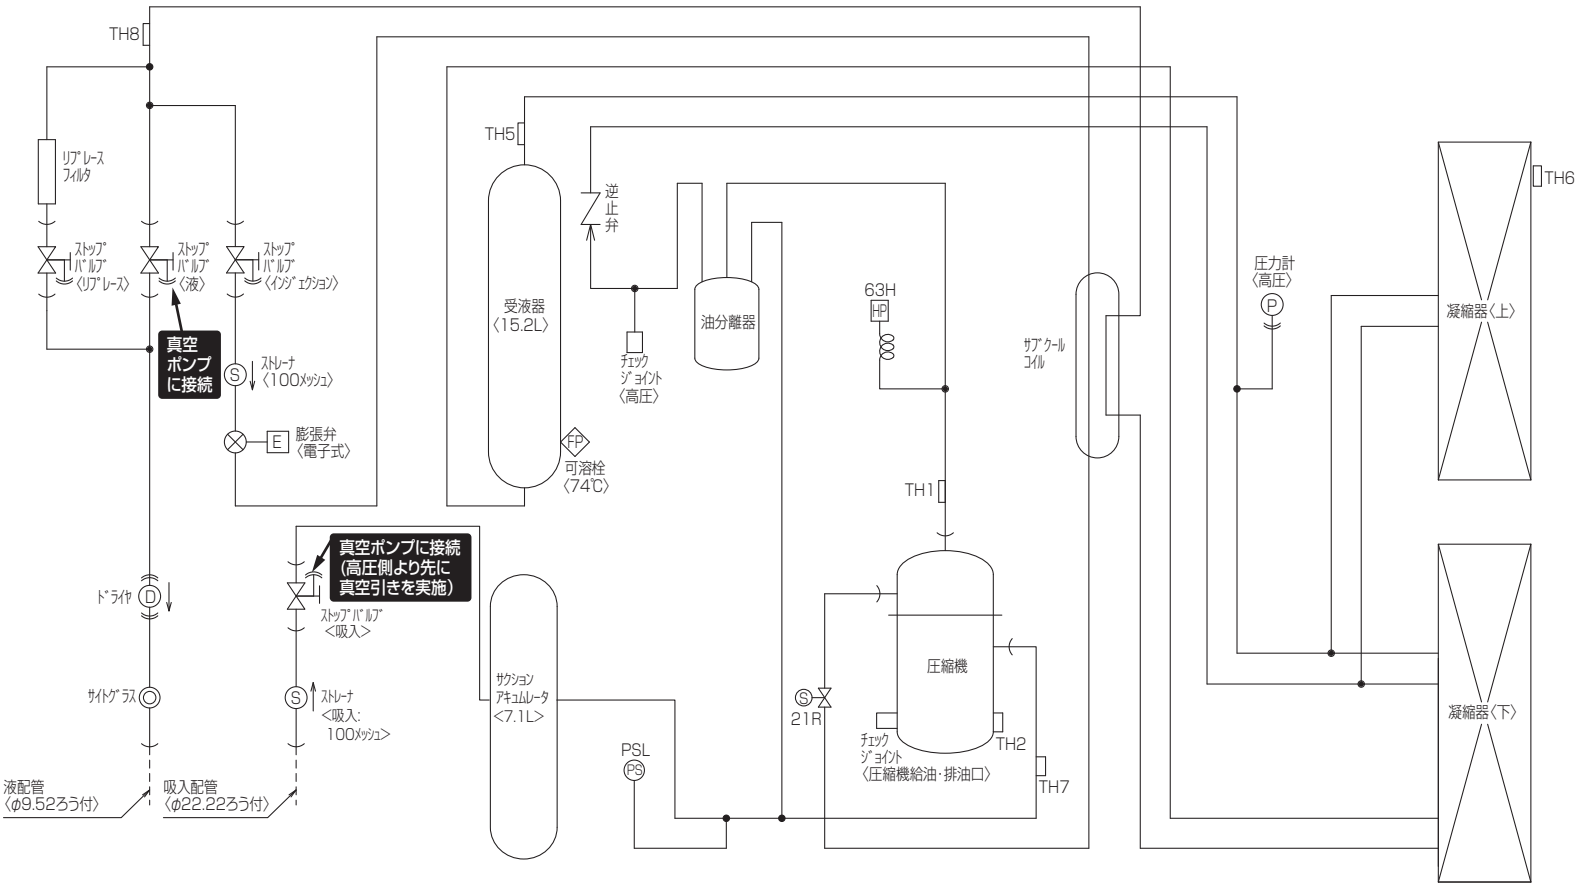 TH8
リプレース
フィルタ
ストップ
バルブ
〈リプレース〉
ストップ
バルブ
〈液〉
ストップ
バルブ
〈インジェクション〉
真空
ポンプ
に接続
S
ストレーナ
〈100メッシュ〉
E
膨張弁
〈電子式〉
TH5
受液器
〈15.2L〉
FP
可溶栓
〈74℃〉
逆
止
弁
チェック
ジョイント
〈高圧〉
油分離器
63H
HP
サブクール
コイル
圧力計
〈高圧〉
P
TH6
凝縮器〈上〉
TH1
真空ポンプに接続
(高圧側より先に
真空引きを実施)
ストップバルブ
<吸入>
ドライヤ
D
サイトグラス
S
ストレーナ
<吸入:
100メッシュ>
サクション
アキュムレータ
<7.1L>
圧縮機
S
21R
チェック
ジョイント
〈圧縮機給油・排油口〉
TH2
TH7
PSL
PS
凝縮器〈下〉
液配管
〈φ9.52ろう付〉
吸入配管
〈φ22.22ろう付〉